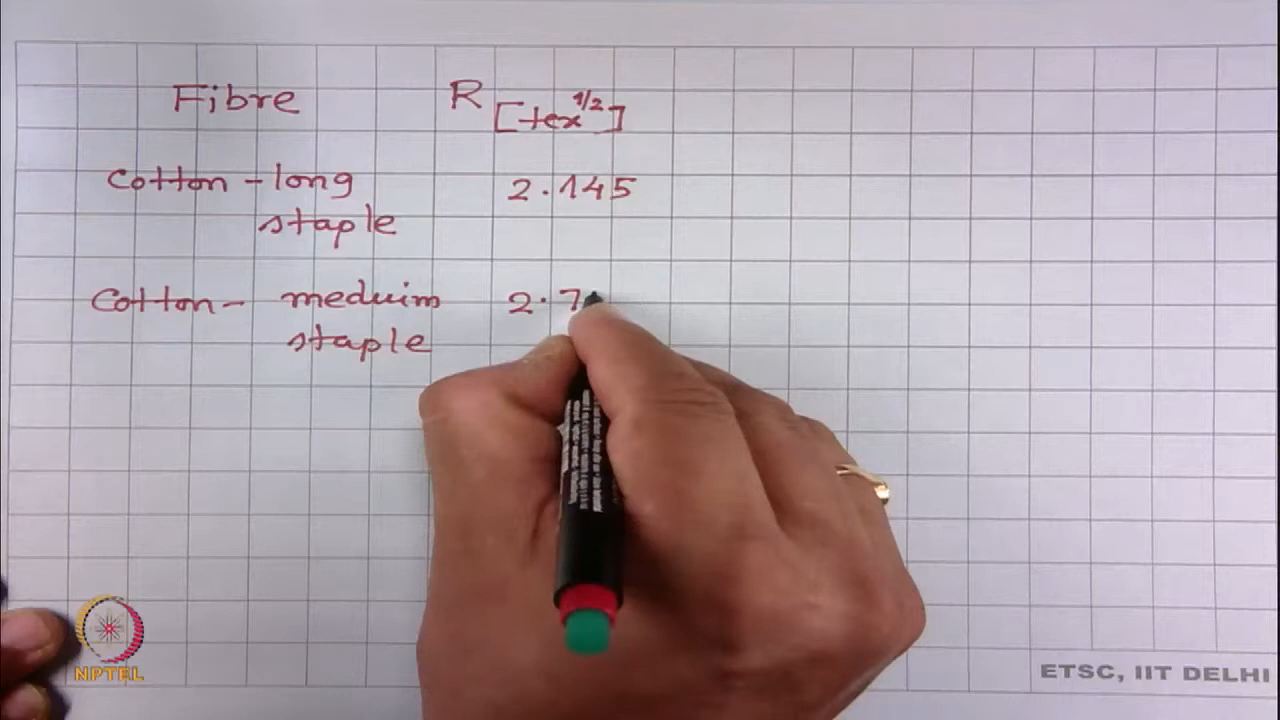 Fibre R [tex^1/2]
Cotton - long 2.145
staple
Cotton - meduim 2.7
staple
NPTEL
ETSC, IIT DELHI